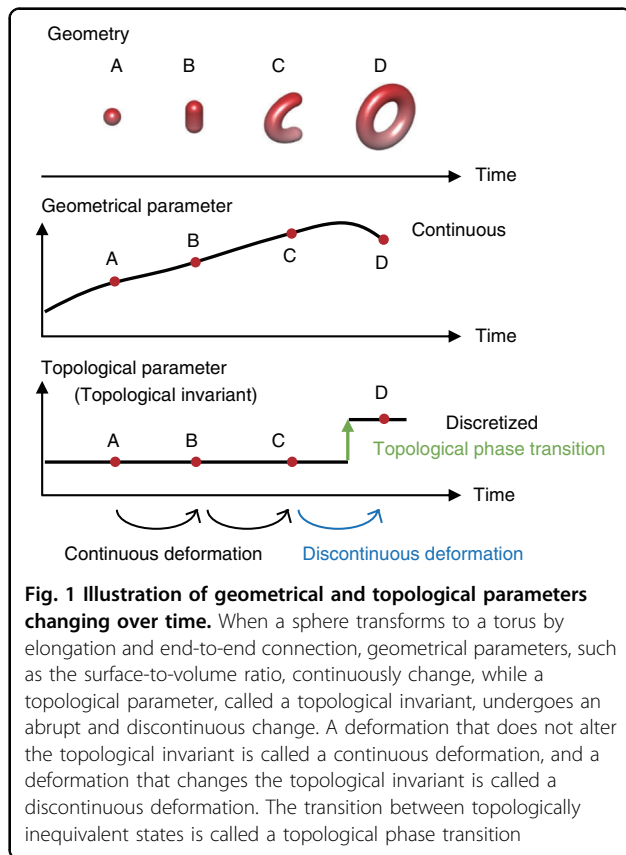 Geometry
A B C D
Time
Geometrical parameter
Continuous
A B C D
Time
Topological parameter
(Topological invariant)
D
Discretized
A B C
Topological phase transition
Time
Continuous deformation Discontinuous deformation
Fig. 1 Illustration of geometrical and topological parameters
changing over time. When a sphere transforms to a torus by
elongation and end-to-end connection, geometrical parameters, such
as the surface-to-volume ratio, continuously change, while a
topological parameter, called a topological invariant, undergoes an
abrupt and discontinuous change. A deformation that does not alter
the topological invariant is called a continuous deformation, and a
deformation that changes the topological invariant is called a
discontinuous deformation. The transition between topologically
inequivalent states is called a topological phase transition